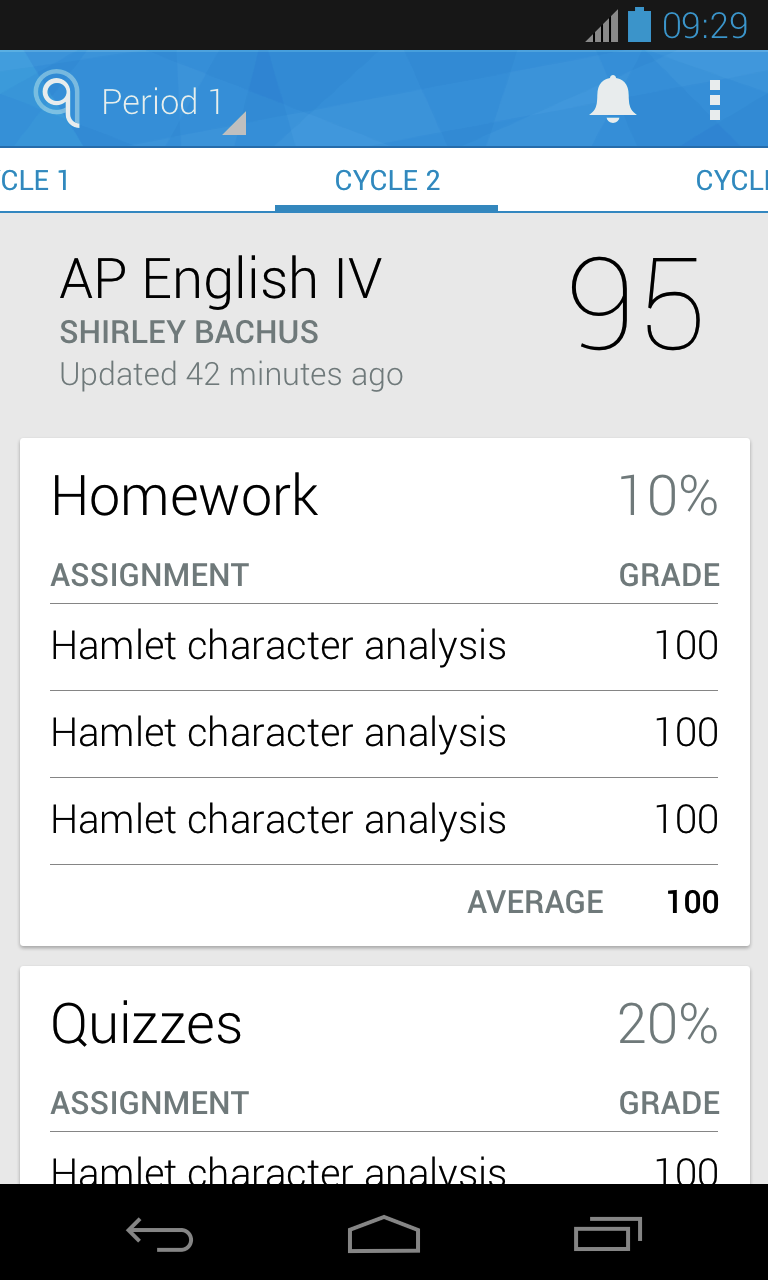 09:29
Period 1
CLE 1 CYCLE 2 CYCL
AP English IV 95
SHIRLEY BACHUS
Updated 42 minutes ago
Homework 10%
ASSIGNMENT GRADE
Hamlet character analysis 100
Hamlet character analysis 100
Hamlet character analysis 100
AVERAGE 100
Quizzes 20%
ASSIGNMENT GRADE
Hamlet character analysis 100